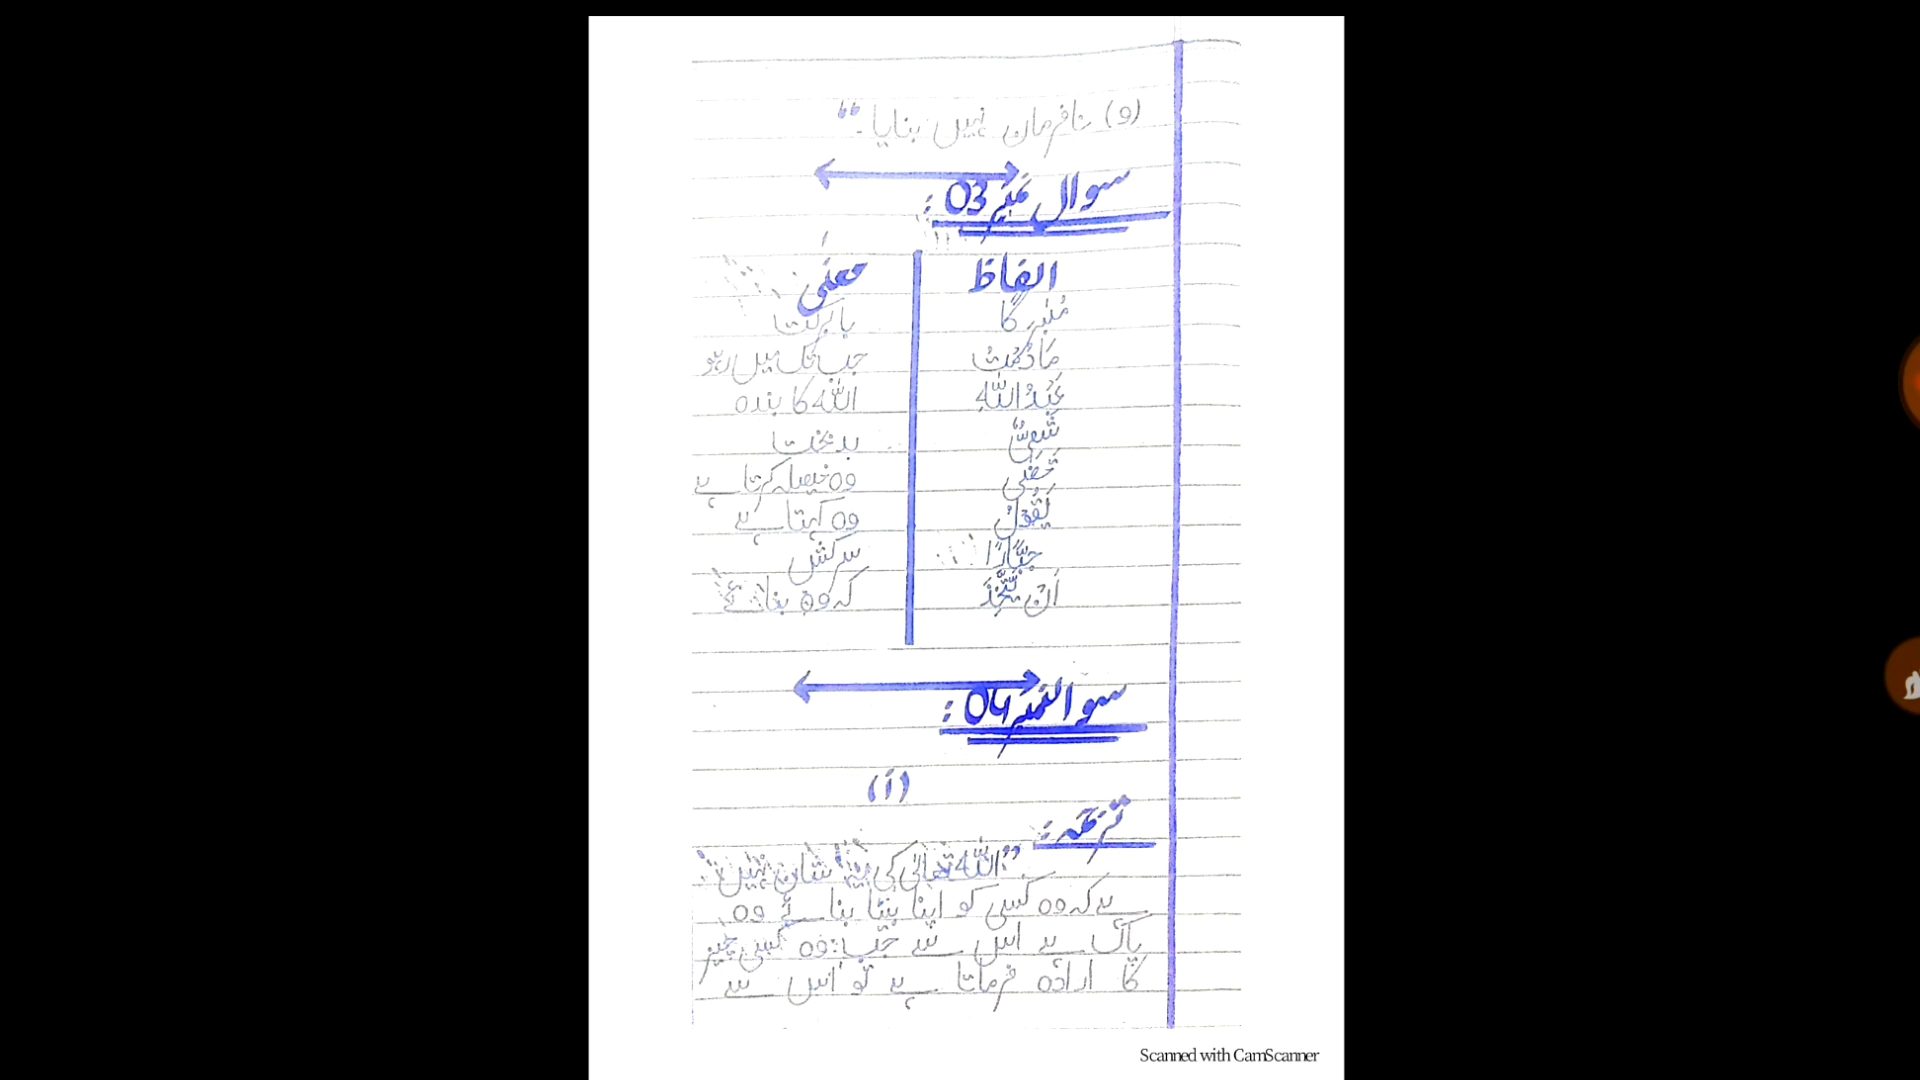 (و) نافرمان نہیں بنایا۔“
سوال نمبر 03:
الفاظ معنی
مُبٰرَکًا بابرکت
مَادُمْتُ جب تک میں رہو
عَبْدُ اللّٰهِ اللّٰہ کا بندہ
شَقِیًّا بدبخت
قَضٰی وہ فیصلہ کرتا ہے
یَقُوْلُ وہ کہتا ہے
جَبَّارًا سرکش
اَنْ یَّتَّخِذَ کہ وہ بنائے
سوال نمبر 04:
(i)
ترجمہ:
”اللّٰہ تعالٰی کی یہ شان نہیں
ہے کہ وہ کسی کو اپنا بیٹا بنائے وہ
پاک ہے اس سے جب وہ کسی چیز
کا ارادہ فرماتا ہے تو اس سے
Scanned with CamScanner